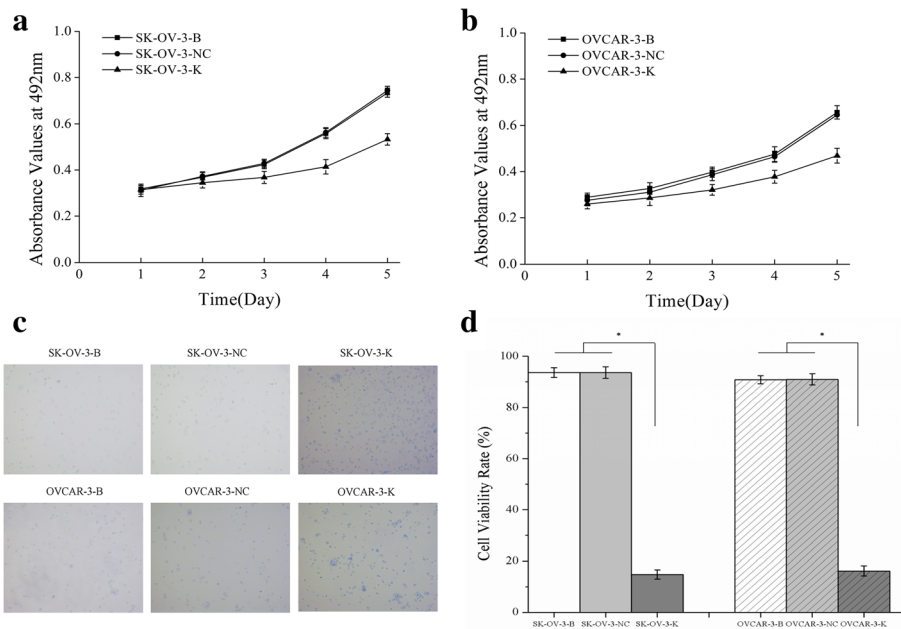 a
SK-OV-3-B
SK-OV-3-NC
SK-OV-3-K
Absorbance Values at 492nm
1.0
0.8
0.6
0.4
0.2
0.0
0 1 2 3 4 5
Time(Day)
b
OVCAR-3-B
OVCAR-3-NC
OVCAR-3-K
Absorbance Values at 492nm
1.0
0.8
0.6
0.4
0.2
0.0
0 1 2 3 4 5
Time(Day)
c
SK-OV-3-B SK-OV-3-NC SK-OV-3-K
OVCAR-3-B OVCAR-3-NC OVCAR-3-K
d
* *
Cell Viability Rate (%)
100
80
60
40
20
0
SK-OV-3-B SK-OV-3-NC SK-OV-3-K OVCAR-3-B OVCAR-3-NC OVCAR-3-K